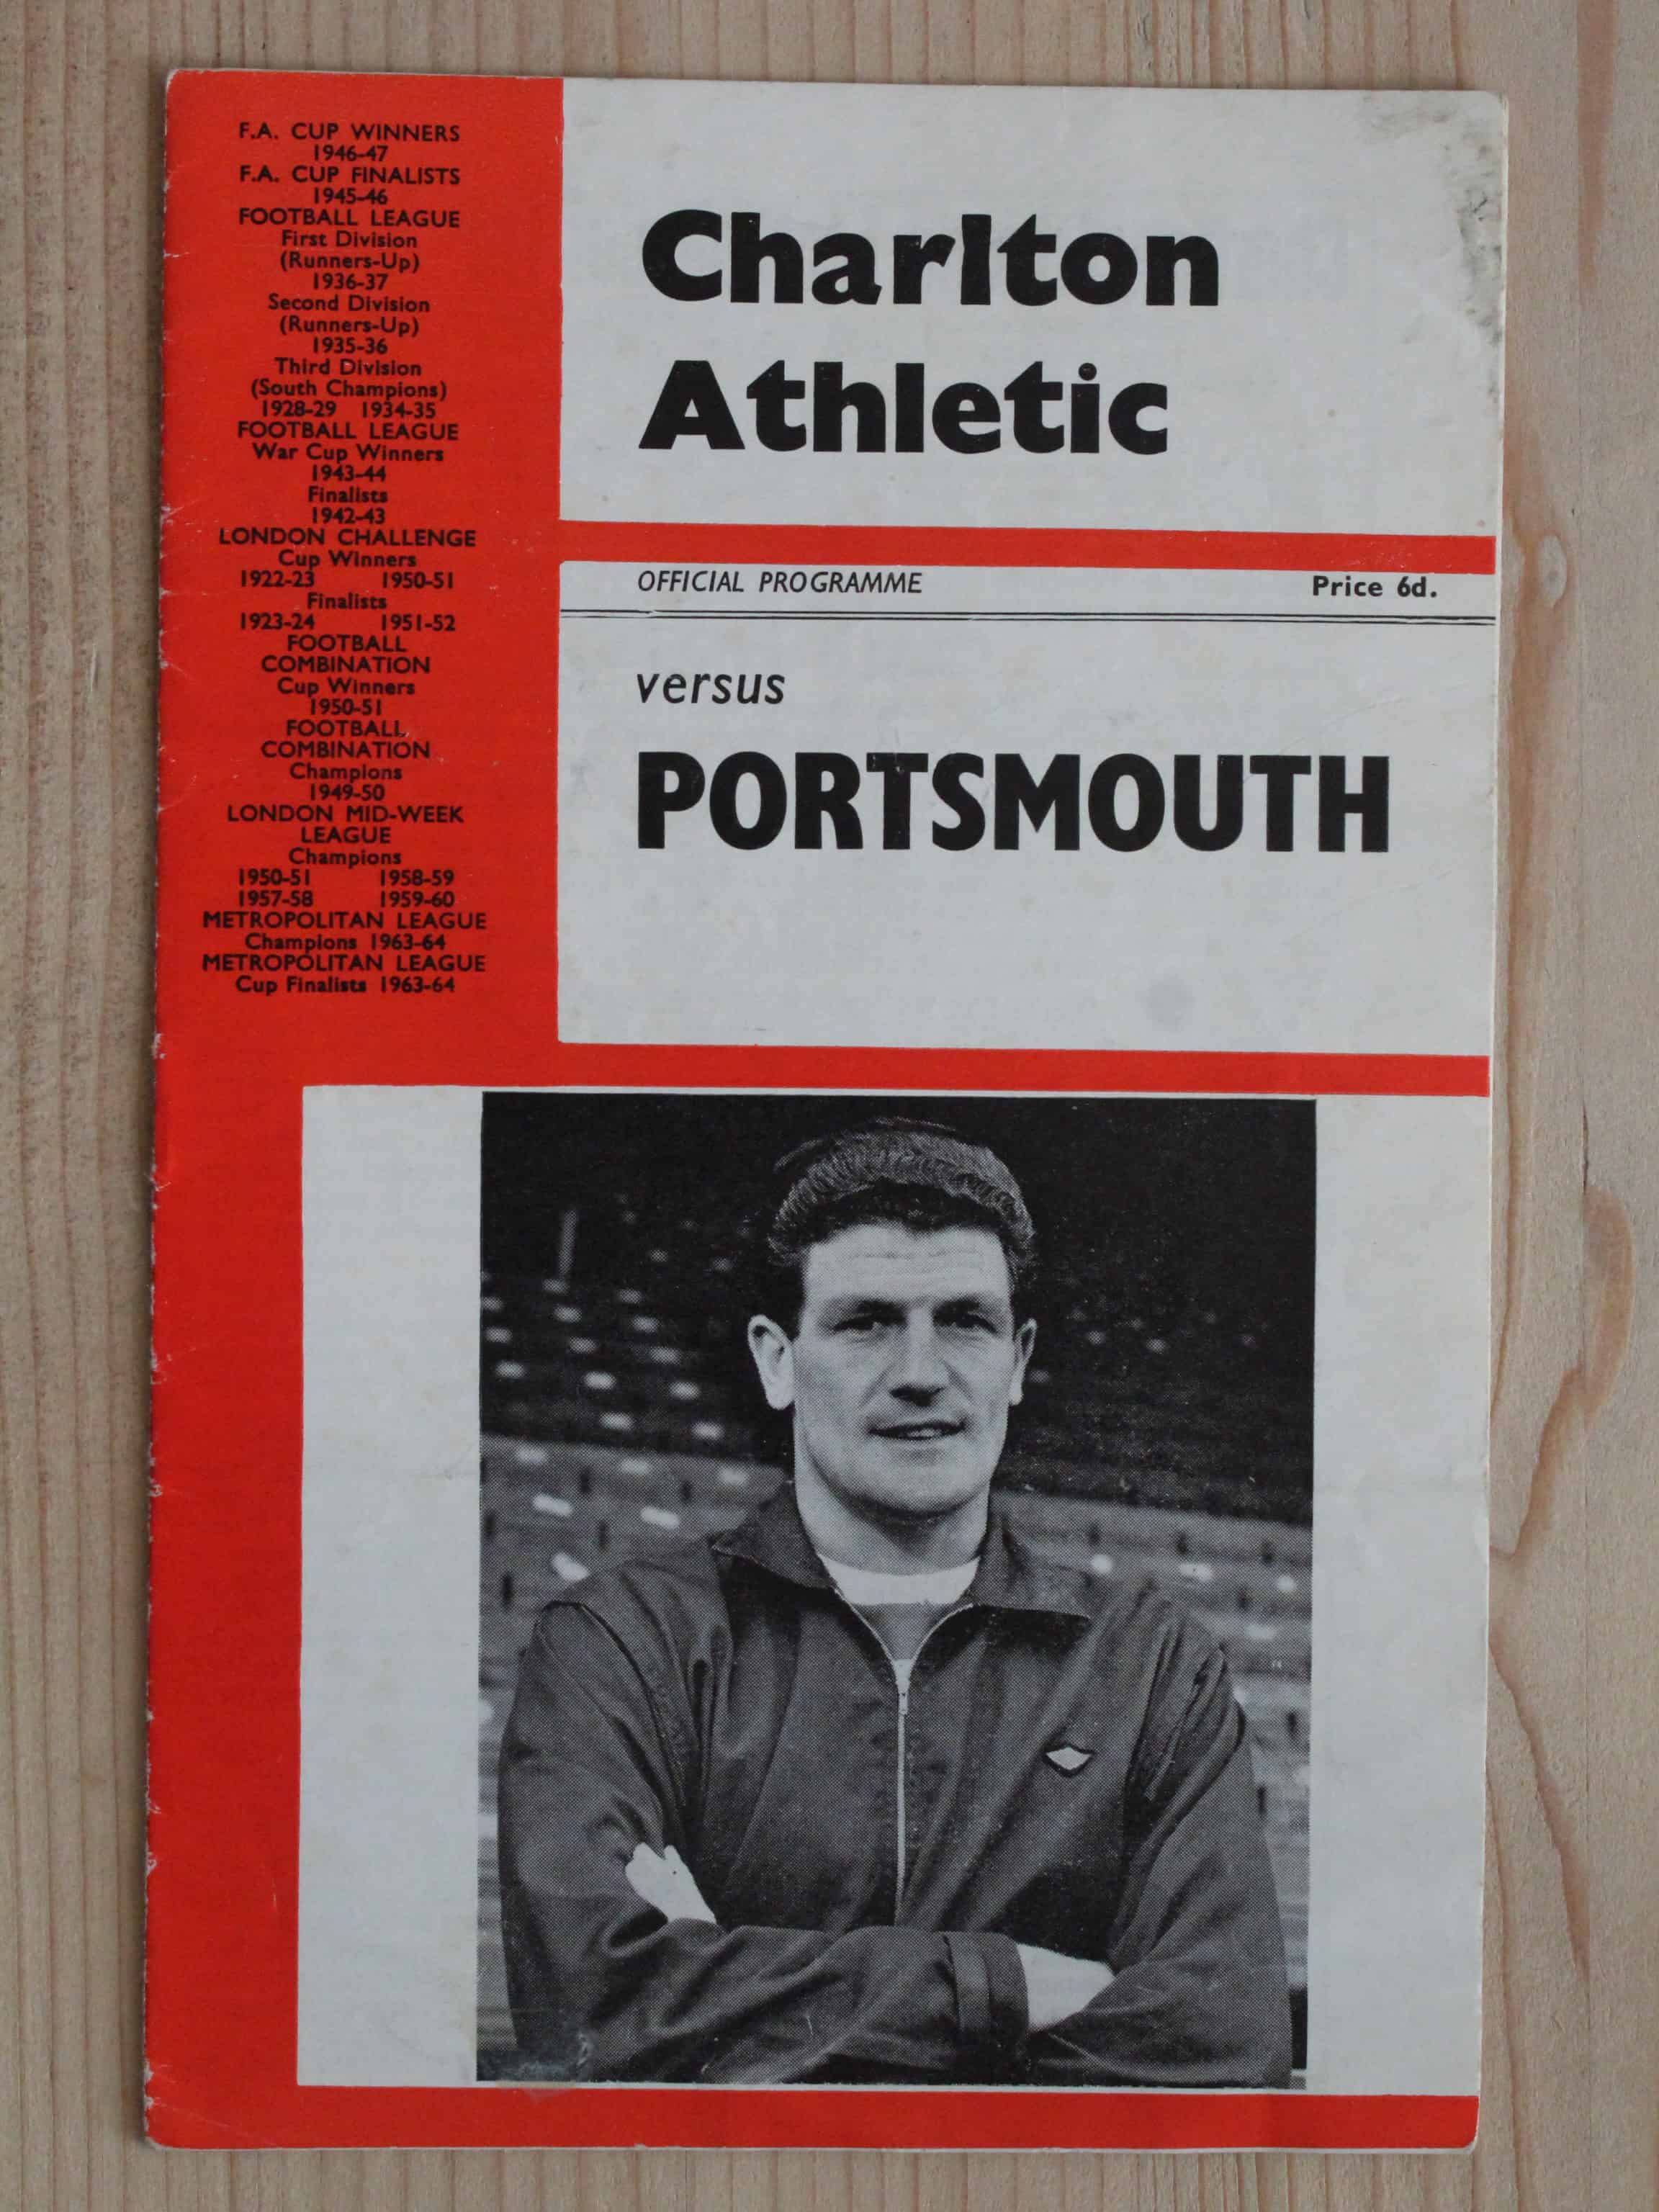 F.A. CUP WINNERS
1946-47
F.A. CUP FINALISTS
1945-46
FOOTBALL LEAGUE
First Division
(Runners-Up)
1936-37
Second Division
(Runners-Up)
1935-36
Third Division
(South Champions)
1928-29 1934-35
FOOTBALL LEAGUE
War Cup Winners
1943-44
Finalists
1942-43
LONDON CHALLENGE
Cup Winners
1922-23 1950-51
Finalists
1923-24 1951-52
FOOTBALL
COMBINATION
Cup Winners
1950-51
FOOTBALL
COMBINATION
Champions
1949-50
LONDON MID-WEEK
LEAGUE
Champions
1950-51 1958-59
1957-58 1959-60
METROPOLITAN LEAGUE
Champions 1963-64
METROPOLITAN LEAGUE
Cup Finalists 1963-64
Charlton
Athletic
OFFICIAL PROGRAMME Price 6d.
versus
PORTSMOUTH